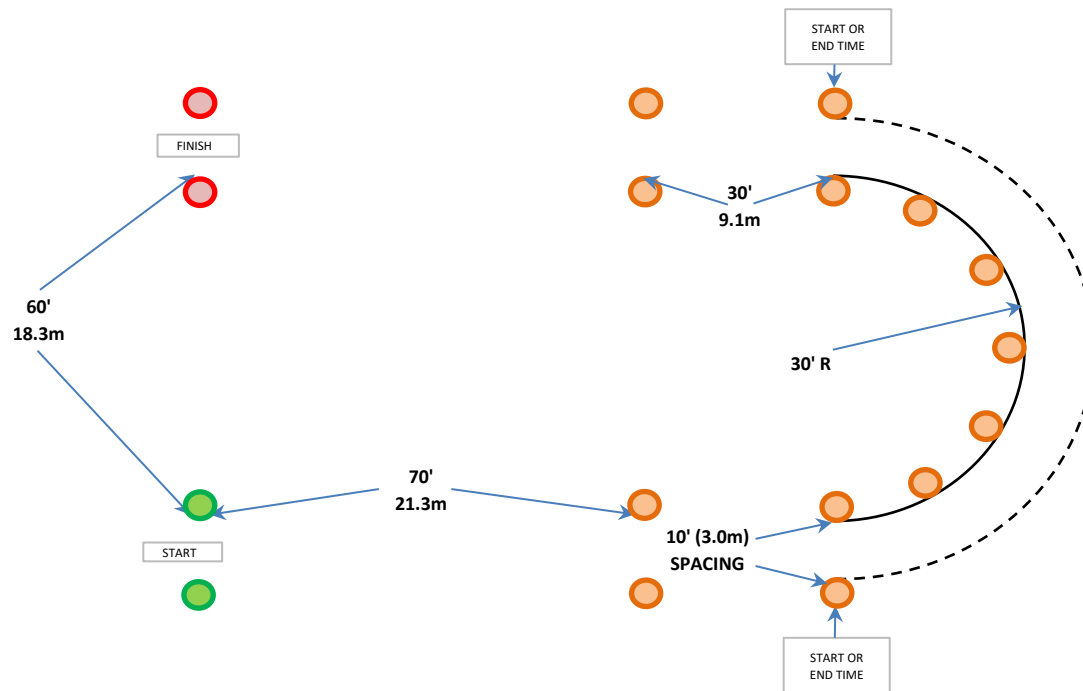 START OR
END TIME
FINISH
30'
9.1m
60'
18.3m
30' R
70'
21.3m
10' (3.0m)
SPACING
START
START OR
END TIME